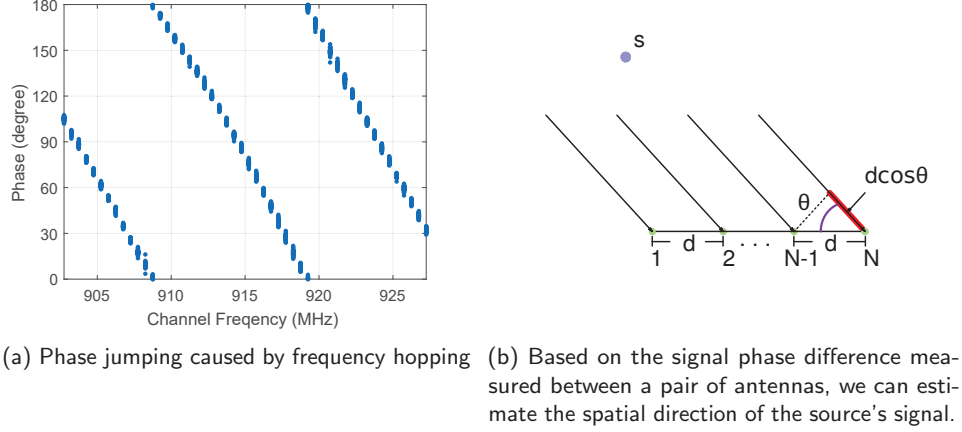 180
150
120
90
60
30
0
Phase (degree)
905 910 915 920 925
Channel Freqency (MHz)
(a) Phase jumping caused by frequency hopping
s
dcosθ
θ
d ... d
1 2 N-1 N
(b) Based on the signal phase difference mea-
sured between a pair of antennas, we can esti-
mate the spatial direction of the source's signal.